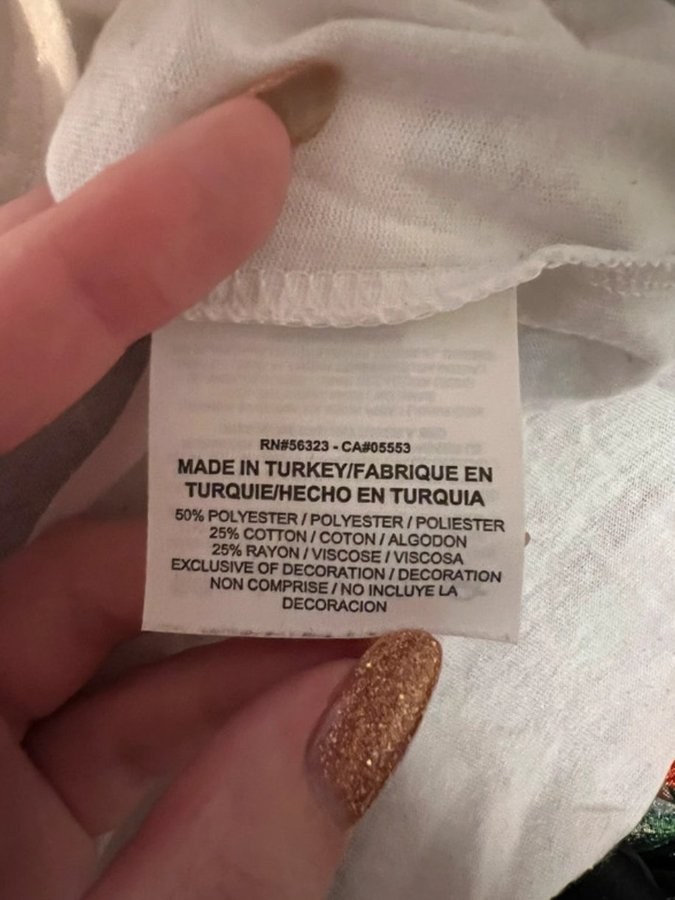 RN#56323 - CA#05553
MADE IN TURKEY/FABRIQUE EN
TURQUIE/HECHO EN TURQUIA
50% POLYESTER / POLYESTER / POLIESTER
25% COTTON / COTON / ALGODON
25% RAYON / VISCOSE / VISCOSA
EXCLUSIVE OF DECORATION / DECORATION
NON COMPRISE / NO INCLUYE LA
DECORACION